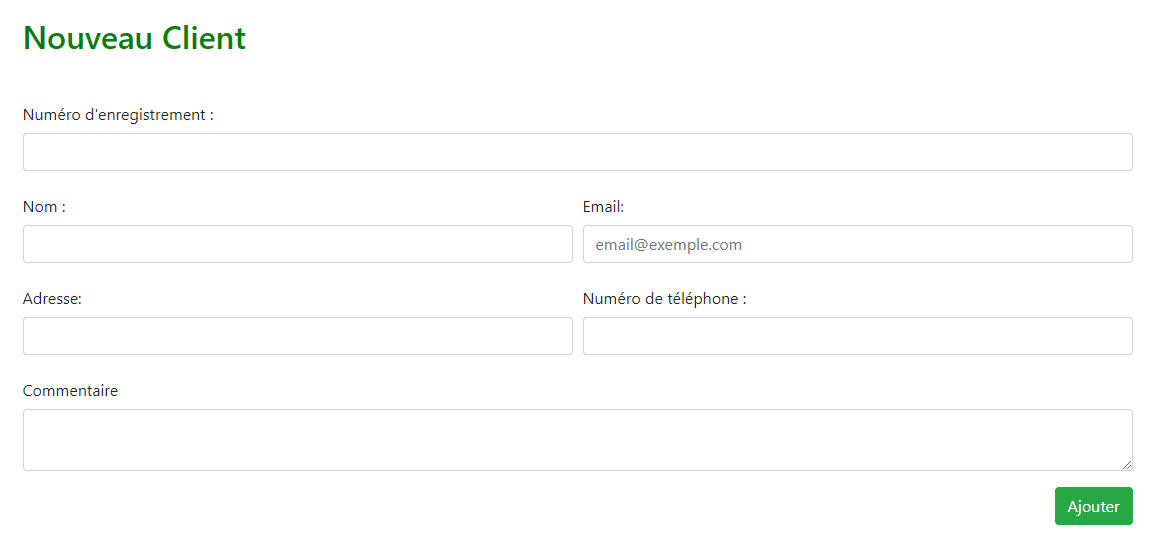 Nouveau Client
Numéro d'enregistrement :
Nom :
Email:
email@exemple.com
Adresse:
Numéro de téléphone :
Commentaire
Ajouter